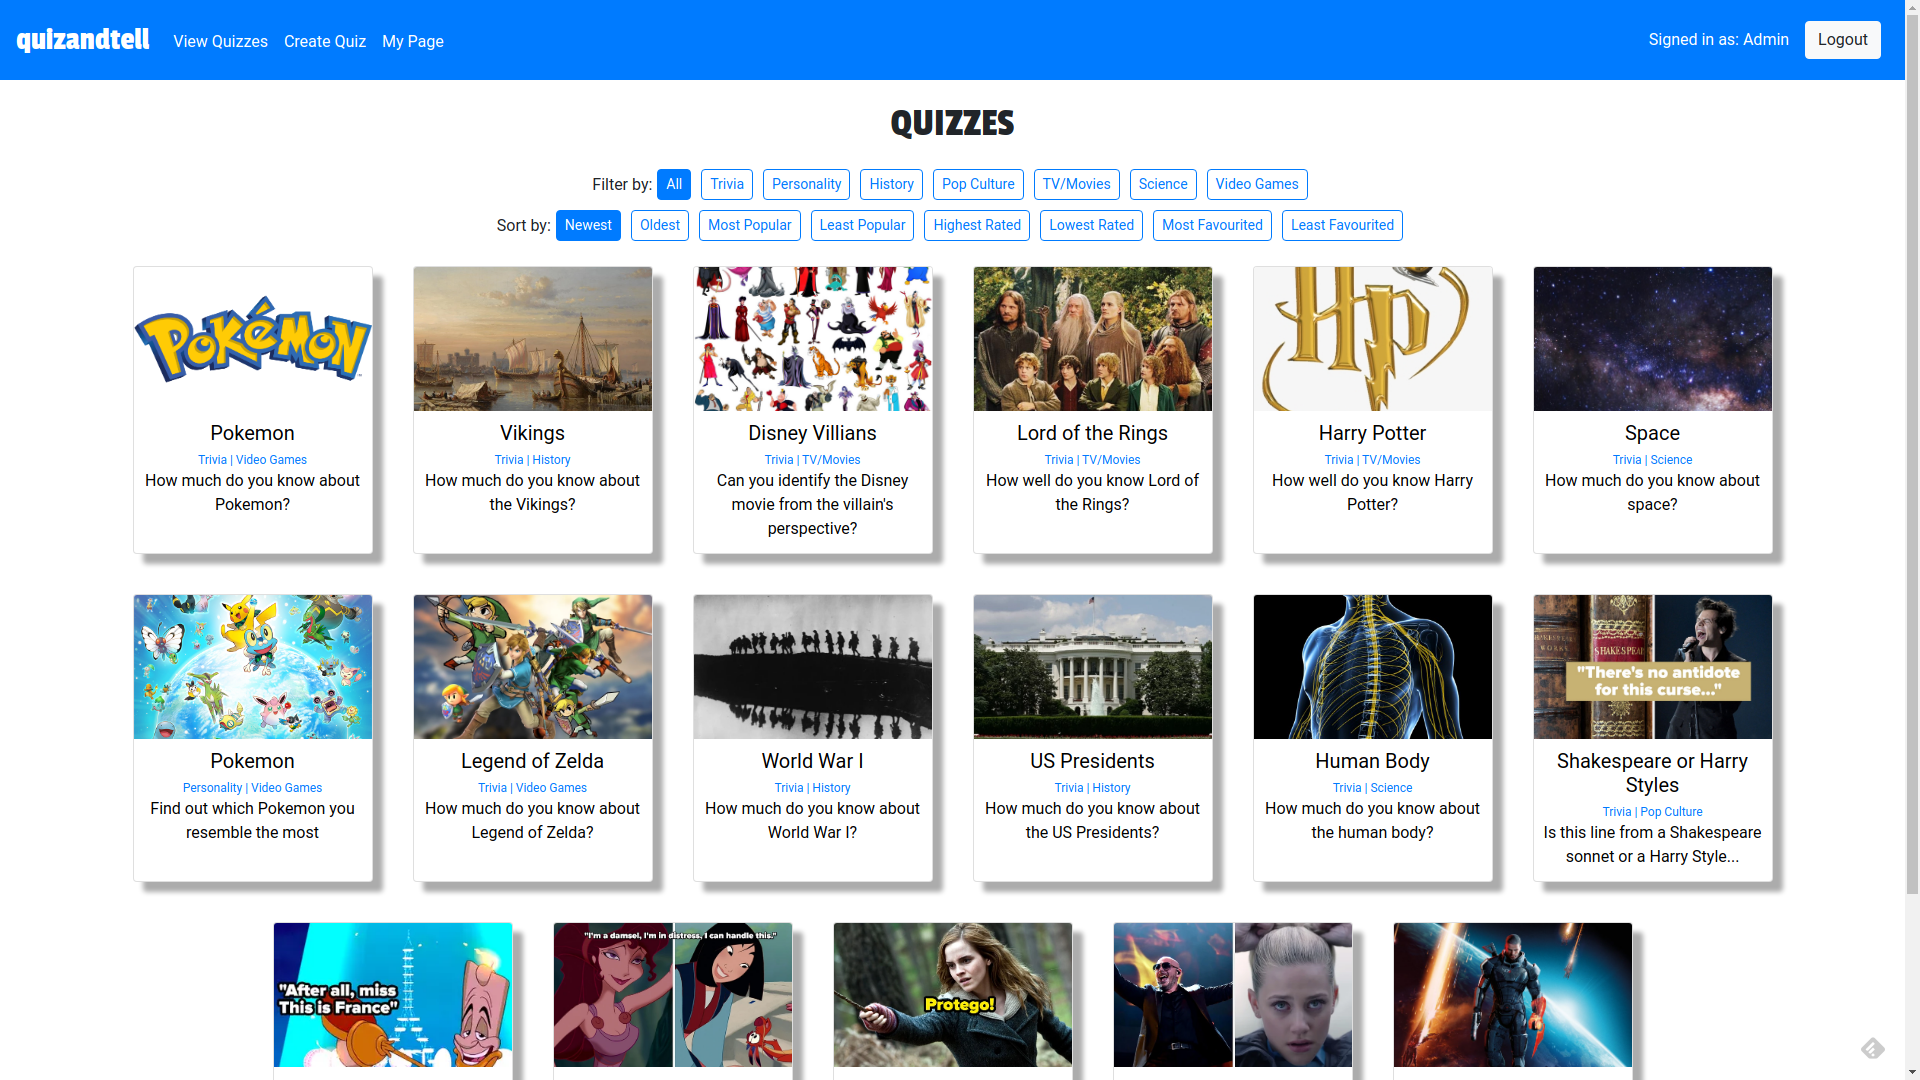 quizandtell View Quizzes Create Quiz My Page Signed in as: Admin Logout
QUIZZES
Filter by: All Trivia Personality History Pop Culture TV/Movies Science Video Games
Sort by: Newest Oldest Most Popular Least Popular Highest Rated Lowest Rated Most Favourited Least Favourited
POKéMON
Pokemon
Trivia | Video Games
How much do you know about
Pokemon?
Vikings
Trivia | History
How much do you know about
the Vikings?
Disney Villians
Trivia | TV/Movies
Can you identify the Disney
movie from the villain's
perspective?
Lord of the Rings
Trivia | TV/Movies
How well do you know Lord of
the Rings?
Hp
Harry Potter
Trivia | TV/Movies
How well do you know Harry
Potter?
Space
Trivia | Science
How much do you know about
space?
Pokemon
Personality | Video Games
Find out which Pokemon you
resemble the most
Legend of Zelda
Trivia | Video Games
How much do you know about
Legend of Zelda?
World War I
Trivia | History
How much do you know about
World War I?
US Presidents
Trivia | History
How much do you know about
the US Presidents?
Human Body
Trivia | Science
How much do you know about
the human body?
WORKS
SHAKESPEAR
"There's no antidote
for this curse..."
Shakespeare or Harry
Styles
Trivia | Pop Culture
Is this line from a Shakespeare
sonnet or a Harry Style...
"After all, miss
This is France"
"I'm a damsel, I'm in distress, I can handle this."
Protego!